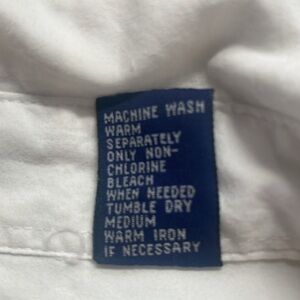 MACHINE WASH
WARM
SEPARATELY
ONLY NON-
CHLORINE
BLEACH
WHEN NEEDED
TUMBLE DRY
MEDIUM
WARM IRON
IF NECESSARY